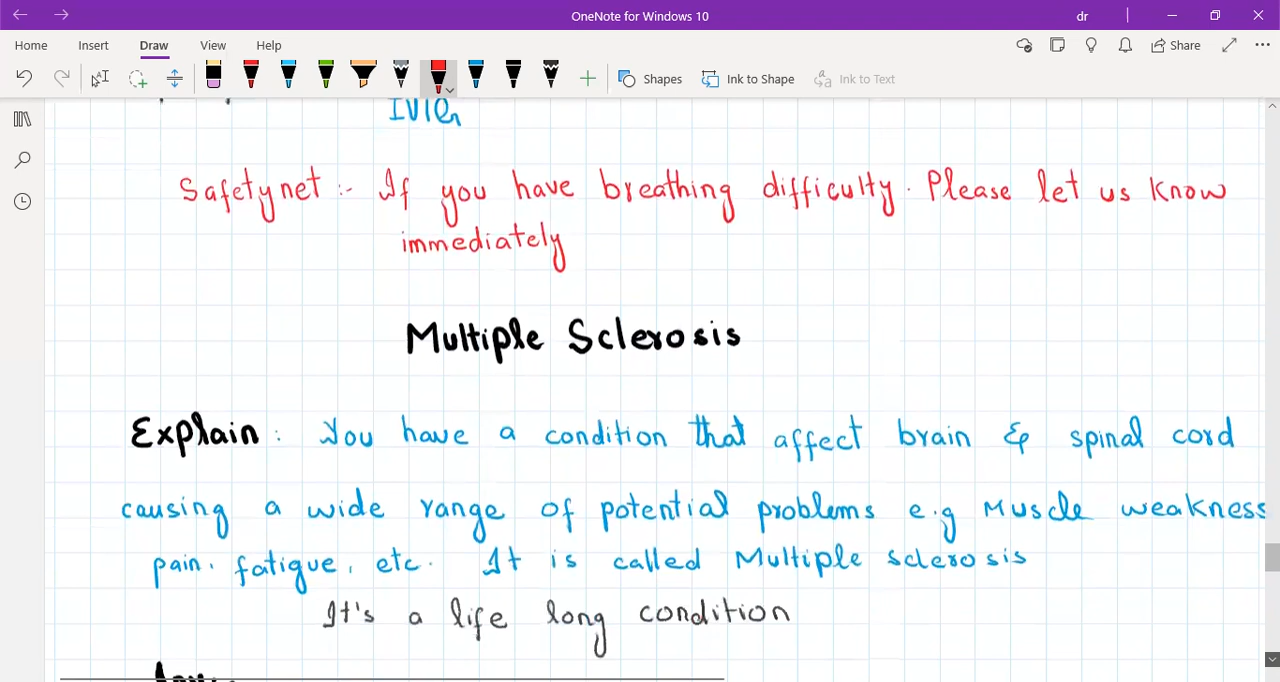 OneNote for Windows 10
dr
Home Insert Draw View Help
Share
Shapes
Ink to Shape
Ink to Text
Safetynet :- If you have breathing difficulty. Please let us know
immediately
Multiple Sclerosis
Explain : You have a condition that affect brain & spinal cord
causing a wide range of potential problems e.g Muscle weakness
pain, fatigue, etc. It is called Multiple sclerosis
It's a life long condition